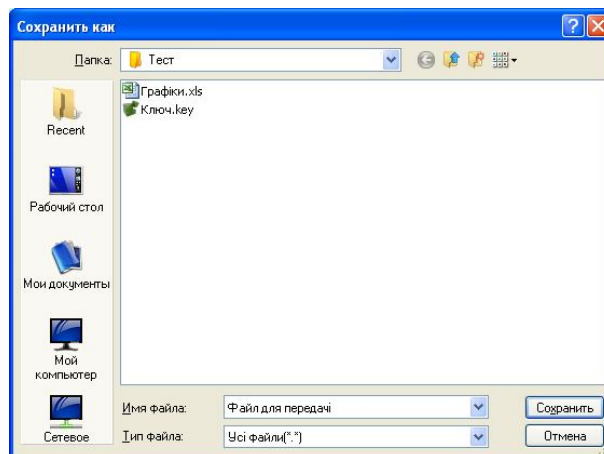 Сохранить как
Папка: Тест
Графіки.xls
Ключ.key
Recent
Рабочий стол
Мои документы
Мой
компьютер
Сетевое
Имя файла: Файл для передачі Сохранить
Тип файла: Усі файли(*.*) Отмена